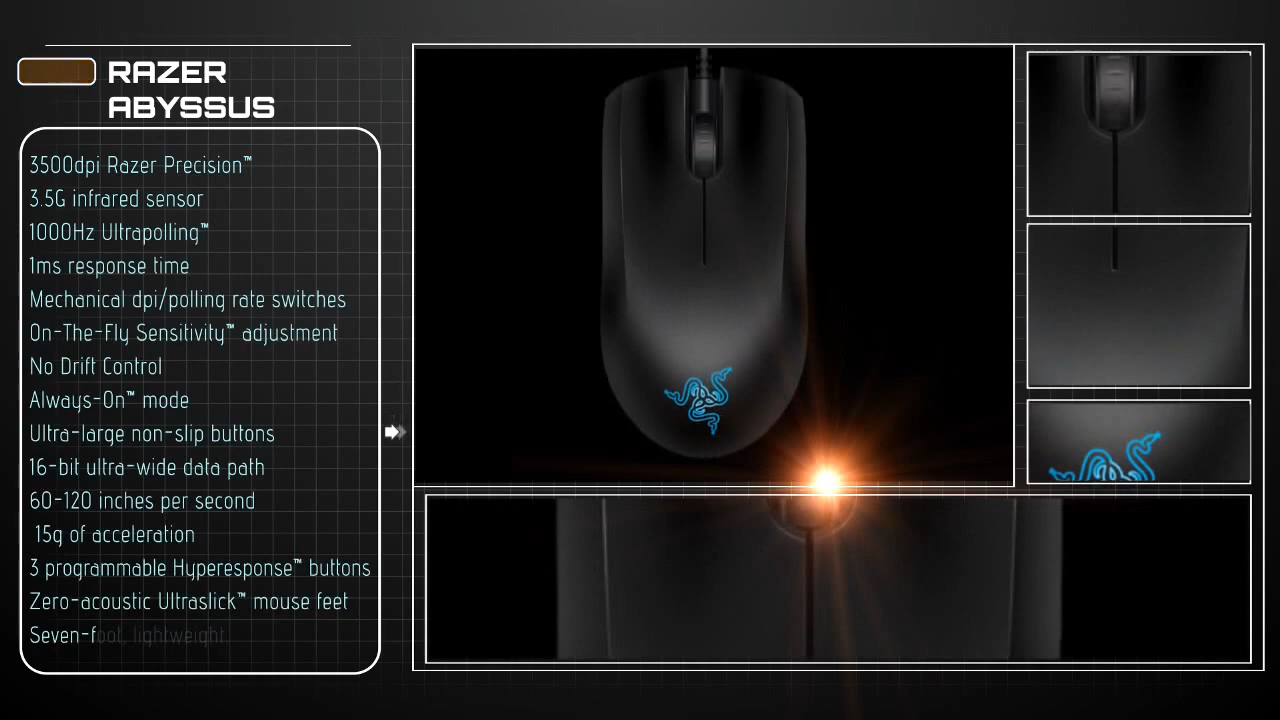 RAZER
ABYSSUS
3500dpi Razer Precision™
3.5G infrared sensor
1000Hz Ultrapolling™
1ms response time
Mechanical dpi/polling rate switches
On-The-Fly Sensitivity™ adjustment
No Drift Control
Always-On™ mode
Ultra-large non-slip buttons
16-bit ultra-wide data path
60-120 inches per second
15g of acceleration
3 programmable Hyperesponse™ buttons
Zero-acoustic Ultraslick™ mouse feet
Seven-foot, lightweight,